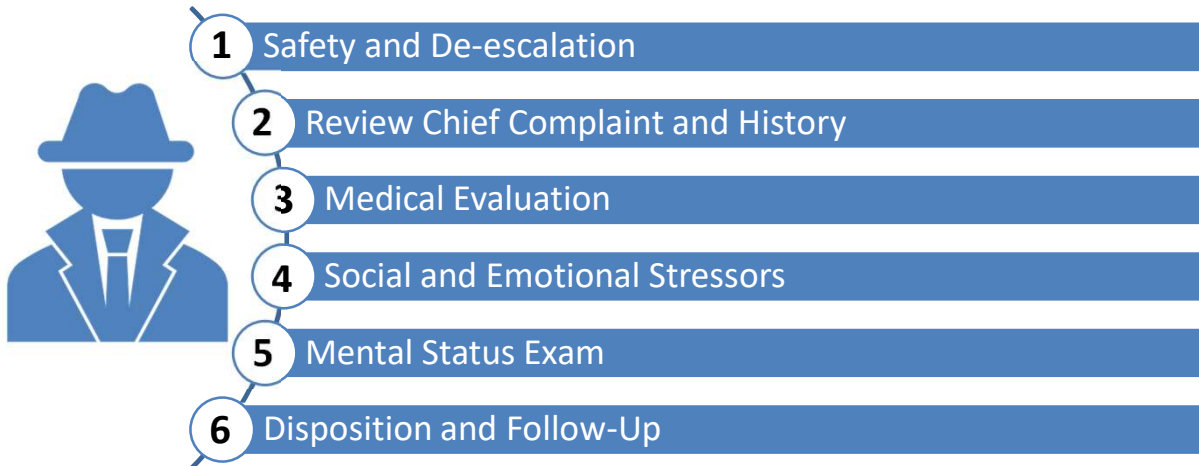 1 Safety and De-escalation
2 Review Chief Complaint and History
3 Medical Evaluation
4 Social and Emotional Stressors
5 Mental Status Exam
6 Disposition and Follow-Up